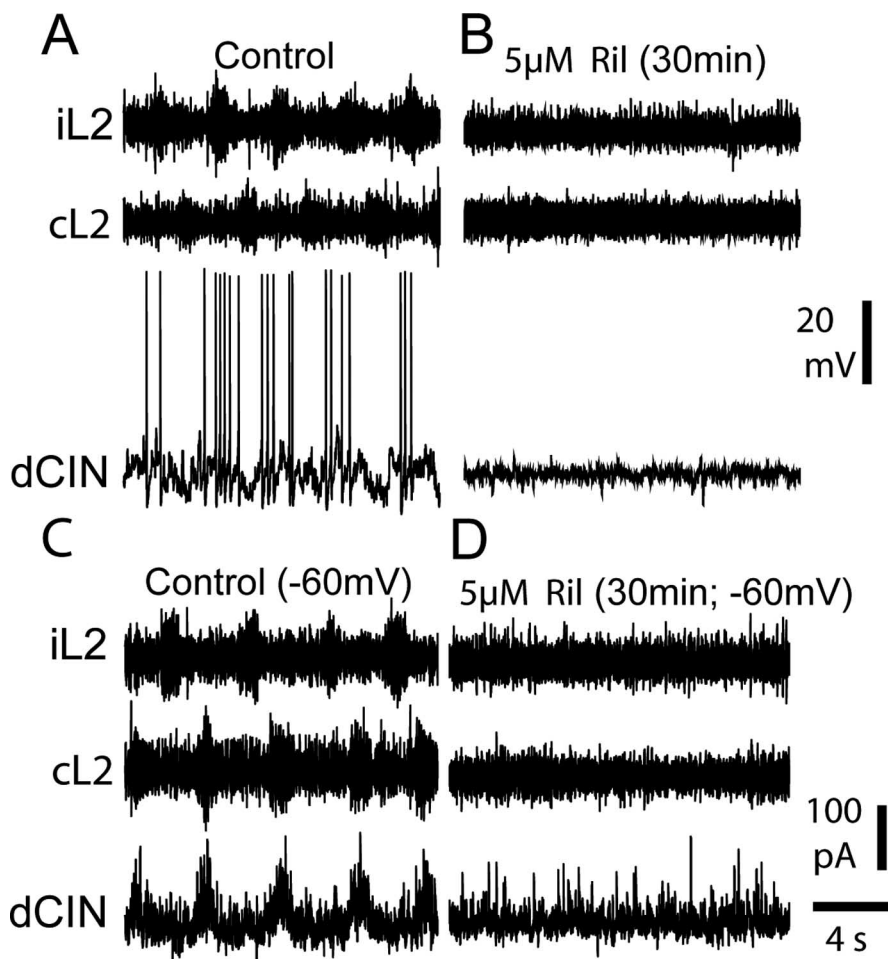 A
B
Control
5µM Ril (30min)
iL2
cL2
20
mV
dCIN
C
D
Control (-60mV)
5µM Ril (30min; -60mV)
iL2
cL2
100
pA
dCIN
4 s